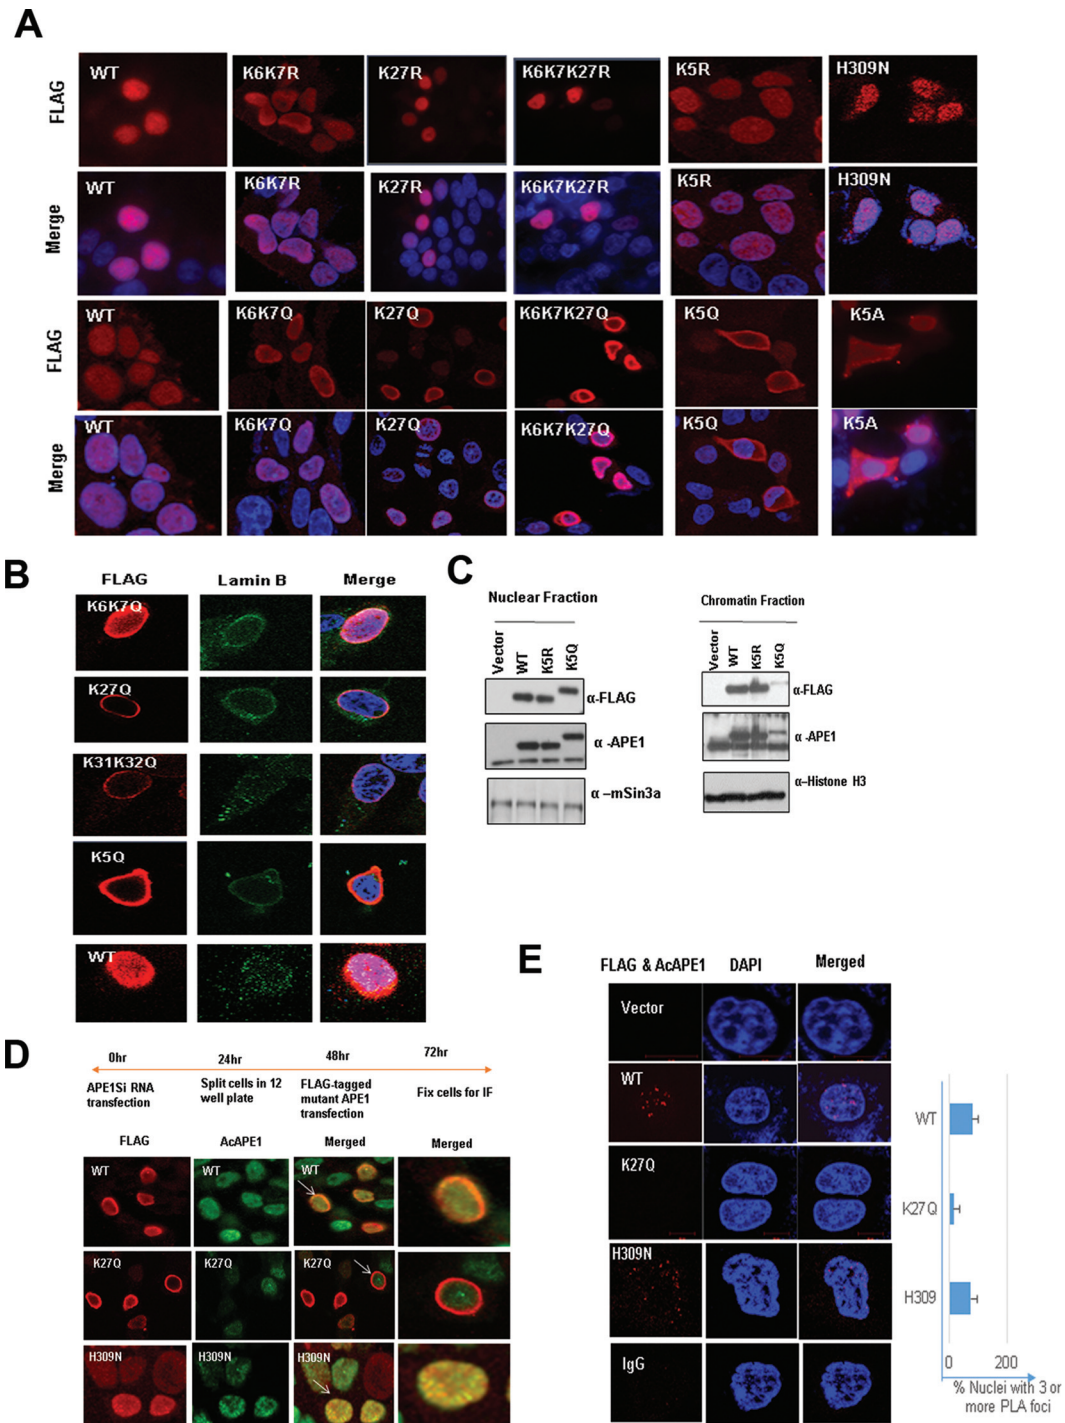 A
FLAG
WT
K6K7R
K27R
K6K7K27R
K5R
H309N
Merge
WT
K6K7R
K27R
K6K7K27R
K5R
H309N
FLAG
WT
K6K7Q
K27Q
K6K7K27Q
K5Q
K5A
Merge
WT
K6K7Q
K27Q
K6K7K27Q
K5Q
K5A
B
FLAG Lamin B Merge
K6K7Q
K27Q
K31K32Q
K5Q
WT
C
Nuclear Fraction
Vector
WT
K5R
K5Q
α-FLAG
α -APE1
α –mSin3a
Chromatin Fraction
Vector
WT
K5R
K5Q
α-FLAG
α -APE1
α–Histone H3
D
0hr 24hr 48hr 72hr
APE1Si RNA
transfection
Split cells in 12
well plate
FLAG-tagged
mutant APE1
transfection
Fix cells for IF
FLAG AcAPE1 Merged Merged
WT WT WT
K27Q K27Q K27Q
H309N H309N H309N
E
FLAG & AcAPE1 DAPI Merged
Vector
WT
K27Q
H309N
IgG
WT
K27Q
H309
0 200
% Nuclei with 3 or
more PLA foci